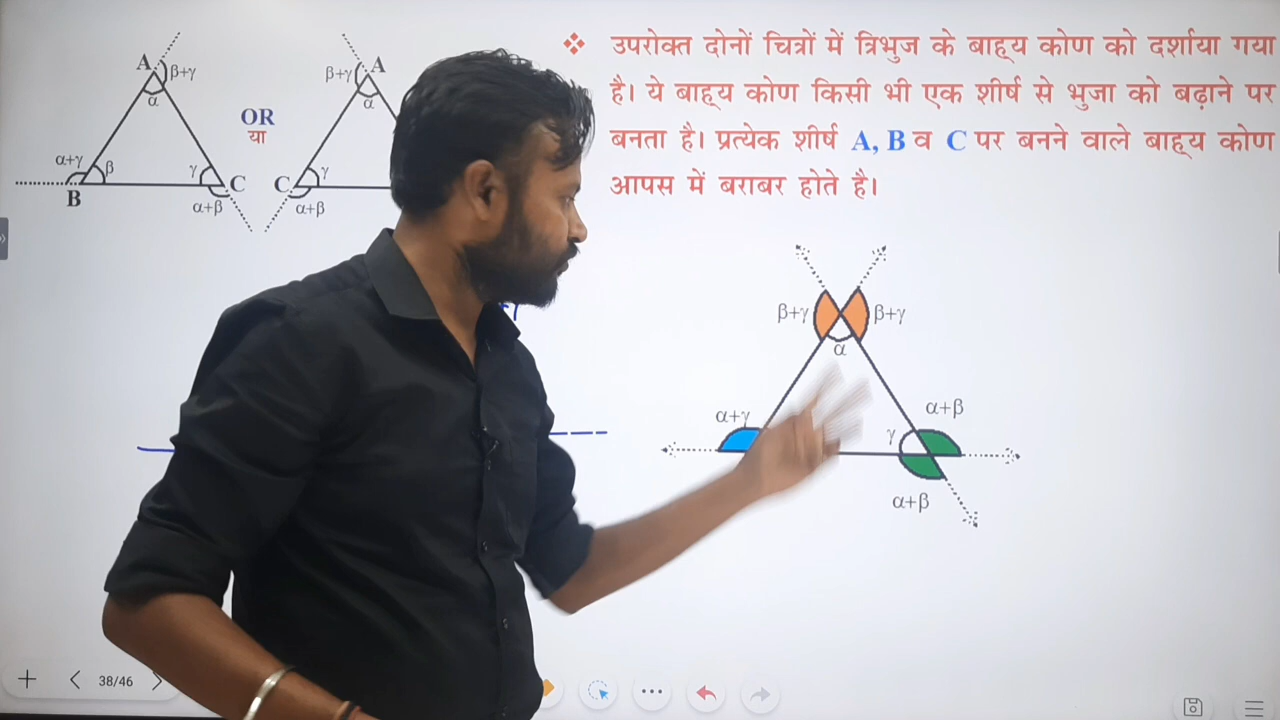 ❖ उपरोक्त दोनों चित्रों में त्रिभुज के बाह्य कोण को दर्शाया गया
है। ये बाह्य कोण किसी भी एक शीर्ष से भुजा को बढ़ाने पर
बनता है। प्रत्येक शीर्ष A, B व C पर बनने वाले बाह्य कोण
आपस में बराबर होते है।
A
β+γ
α
α+γ
β
B
γ
C
α+β
OR
या
β+γ
A
α
C
γ
α+β
β+γ
β+γ
α
α+γ
α+β
γ
α+β
38/46